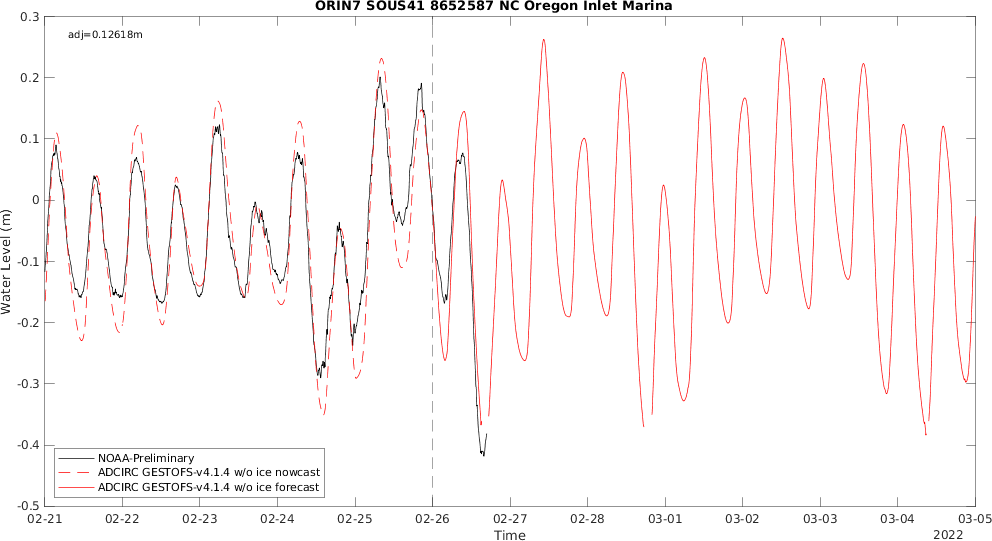 ORIN7 SOUS41 8652587 NC Oregon Inlet Marina
adj=0.12618m
0.3
0.2
0.1
0
-0.1
-0.2
-0.3
-0.4
-0.5
Water Level (m)
NOAA-Preliminary
ADCIRC GESTOFS-v4.1.4 w/o ice nowcast
ADCIRC GESTOFS-v4.1.4 w/o ice forecast
02-21 02-22 02-23 02-24 02-25 02-26 02-27 02-28 03-01 03-02 03-03 03-04 03-05
Time
2022